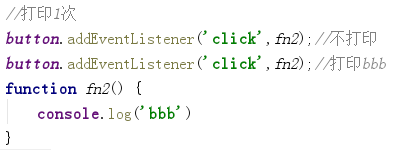 //打印1次
button.addEventListener('click',fn2);//不打印
button.addEventListener('click',fn2);//打印bbb
function fn2() {
console.log('bbb')
}